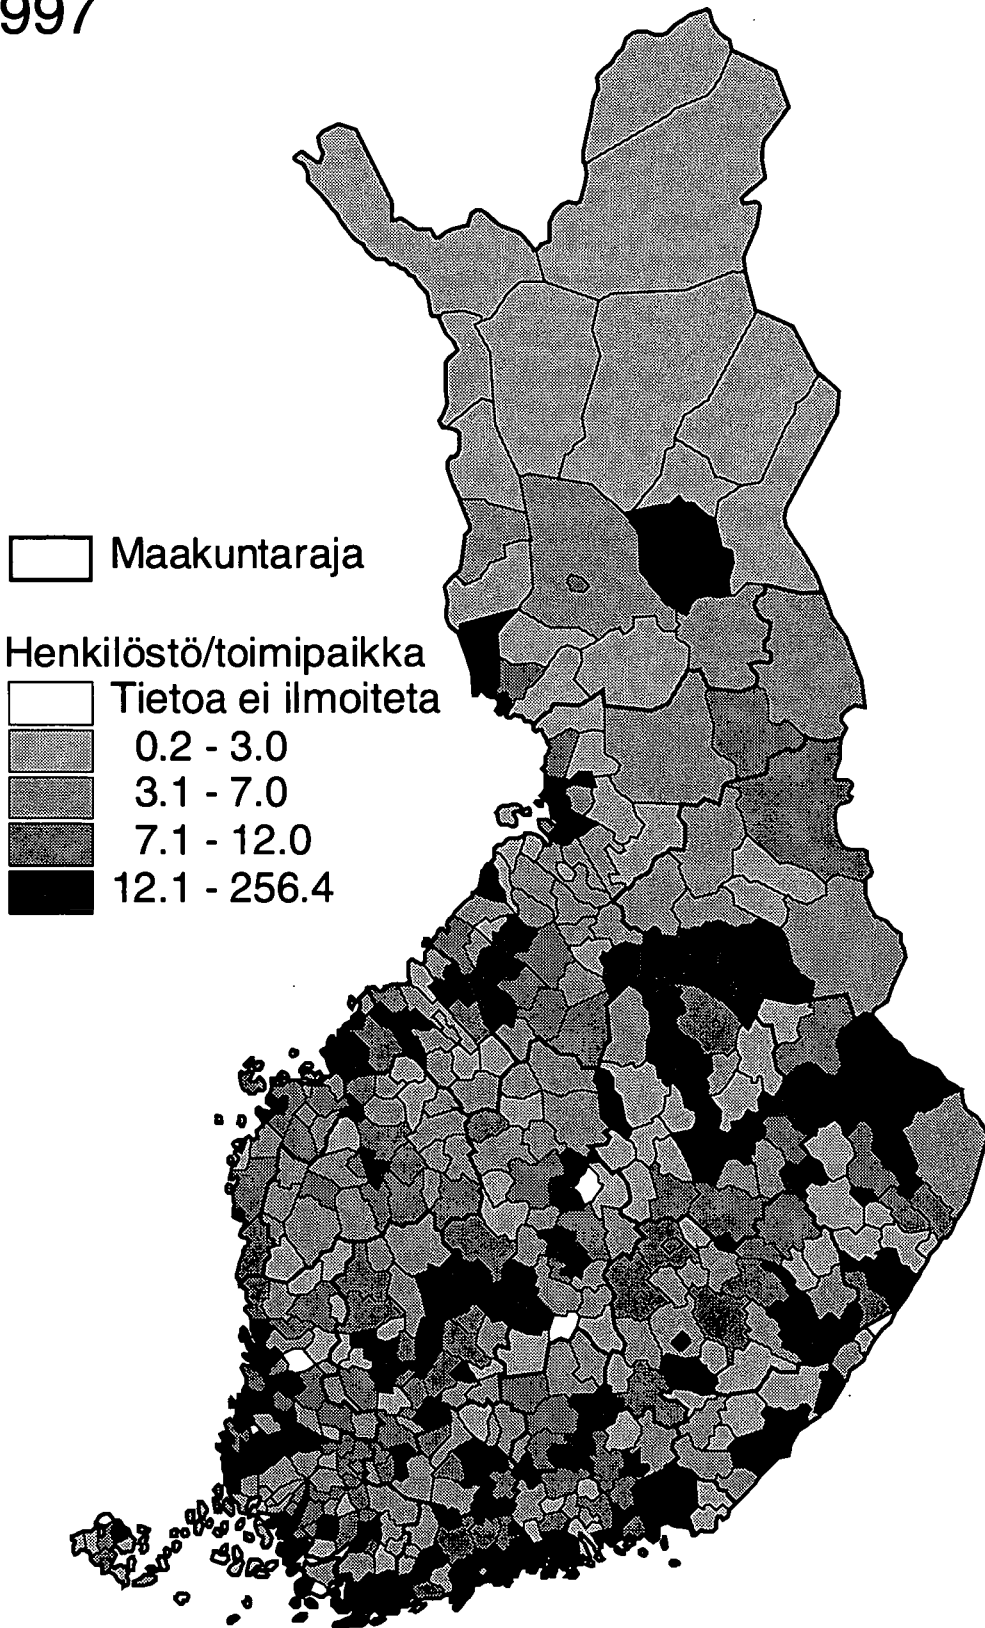 997
Maakuntaraja
Henkilöstö/toimipaikka
Tietoa ei ilmoiteta
0.2 - 3.0
3.1 - 7.0
7.1 - 12.0
12.1 - 256.4